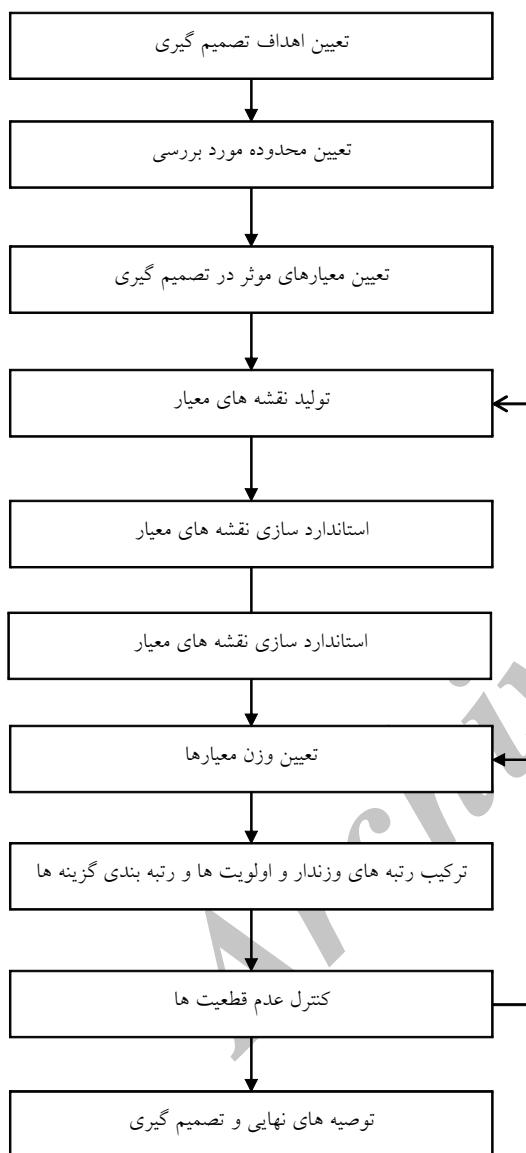 تعیین اهداف تصمیم گیری
تعیین محدوده مورد بررسی
تعیین معیارهای موثر در تصمیم گیری
تولید نقشه های معیار
استاندارد سازی نقشه های معیار
استاندارد سازی نقشه های معیار
تعیین وزن معیارها
ترکیب رتبه های وزندار و اولویت ها و رتبه بندی گزینه ها
کنترل عدم قطعیت ها
توصیه های نهایی و تصمیم گیری